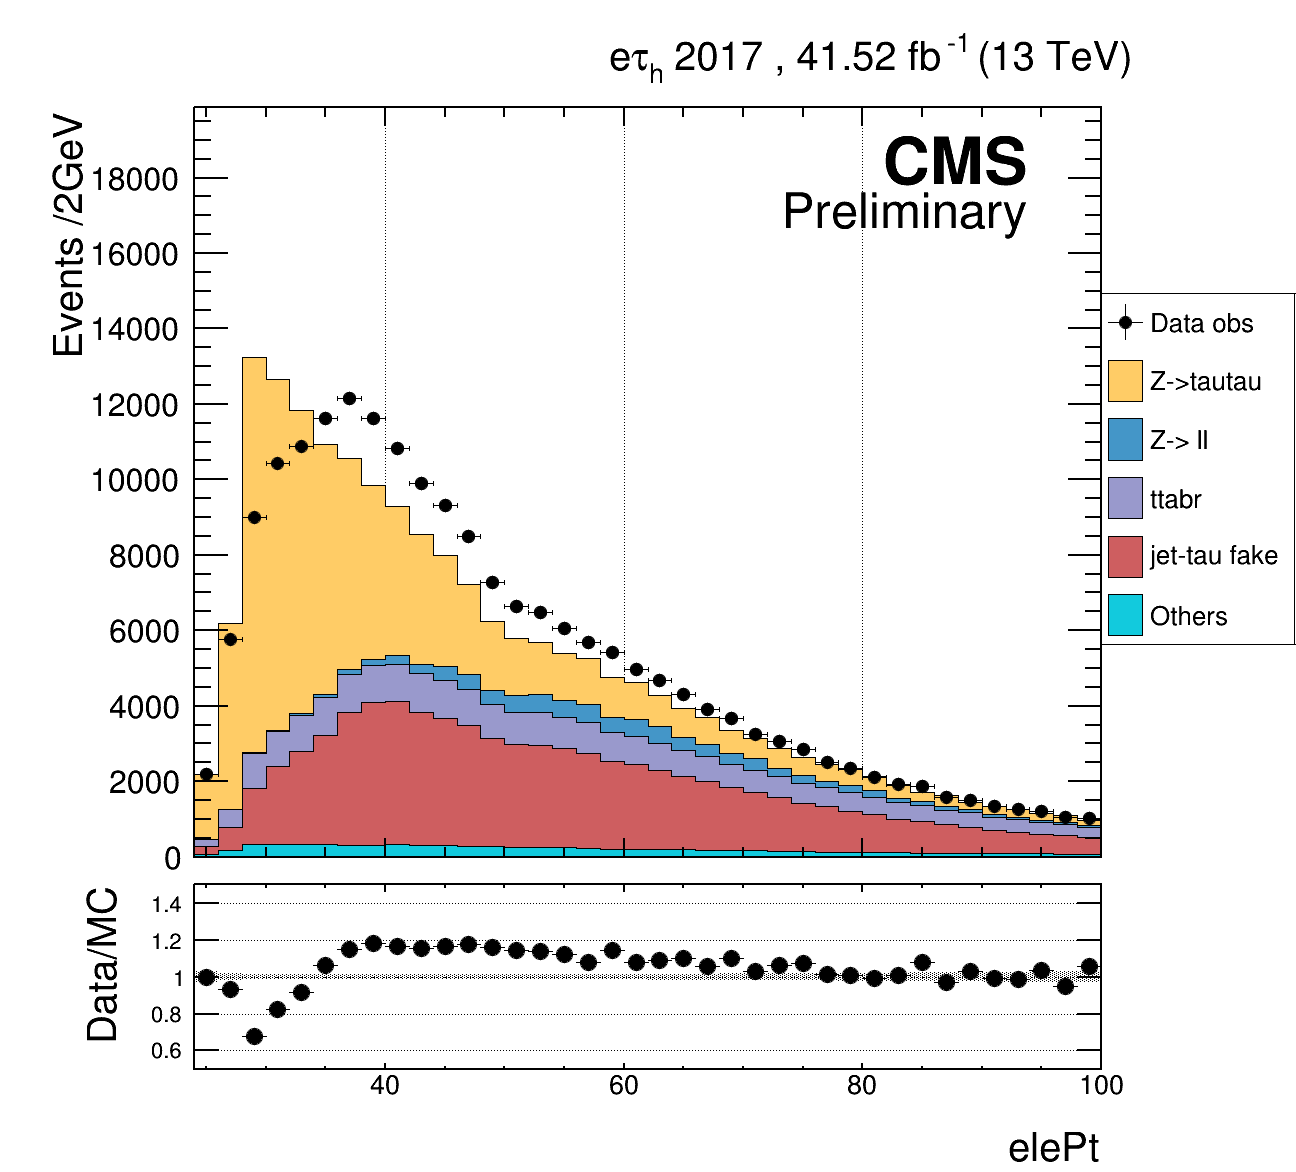 eτh 2017 , 41.52 fb-1 (13 TeV)
CMS
Preliminary
Events /2GeV
18000
16000
14000
12000
10000
8000
6000
4000
2000
0
Data obs
Z->tautau
Z-> ll
ttabr
jet-tau fake
Others
Data/MC
1.4
1.2
1
0.8
0.6
40 60 80 100
elePt